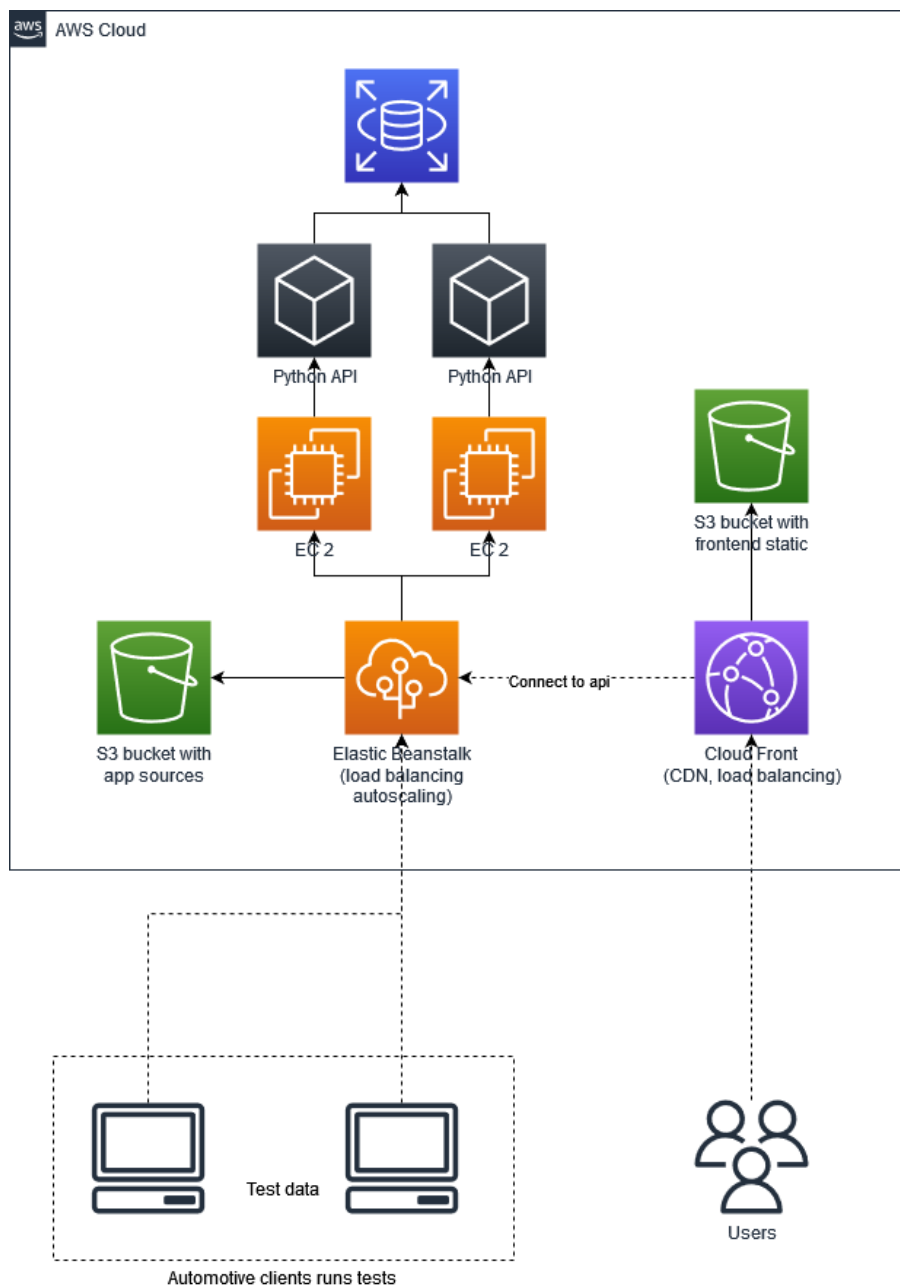 aws
AWS Cloud
Python API
Python API
EC 2
EC 2
S3 bucket with
frontend static
Connect to api
S3 bucket with
app sources
Elastic Beanstalk
(load balancing
autoscaling)
Cloud Front
(CDN, load balancing)
Test data
Users
Automotive clients runs tests